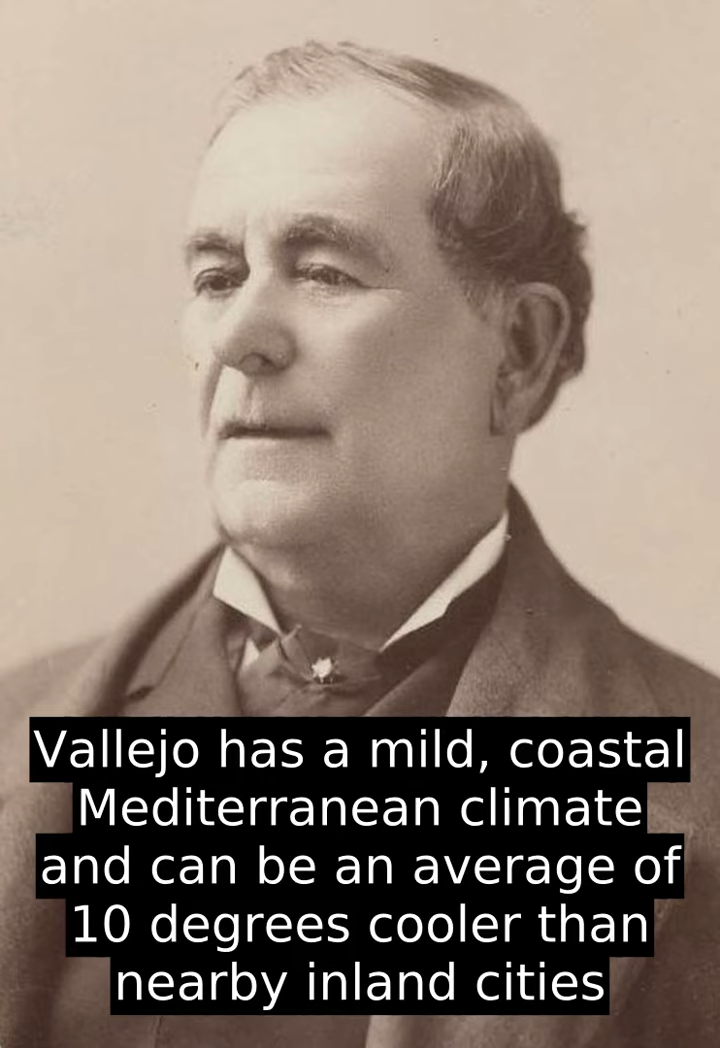 Vallejo has a mild, coastal
Mediterranean climate
and can be an average of
10 degrees cooler than
nearby inland cities